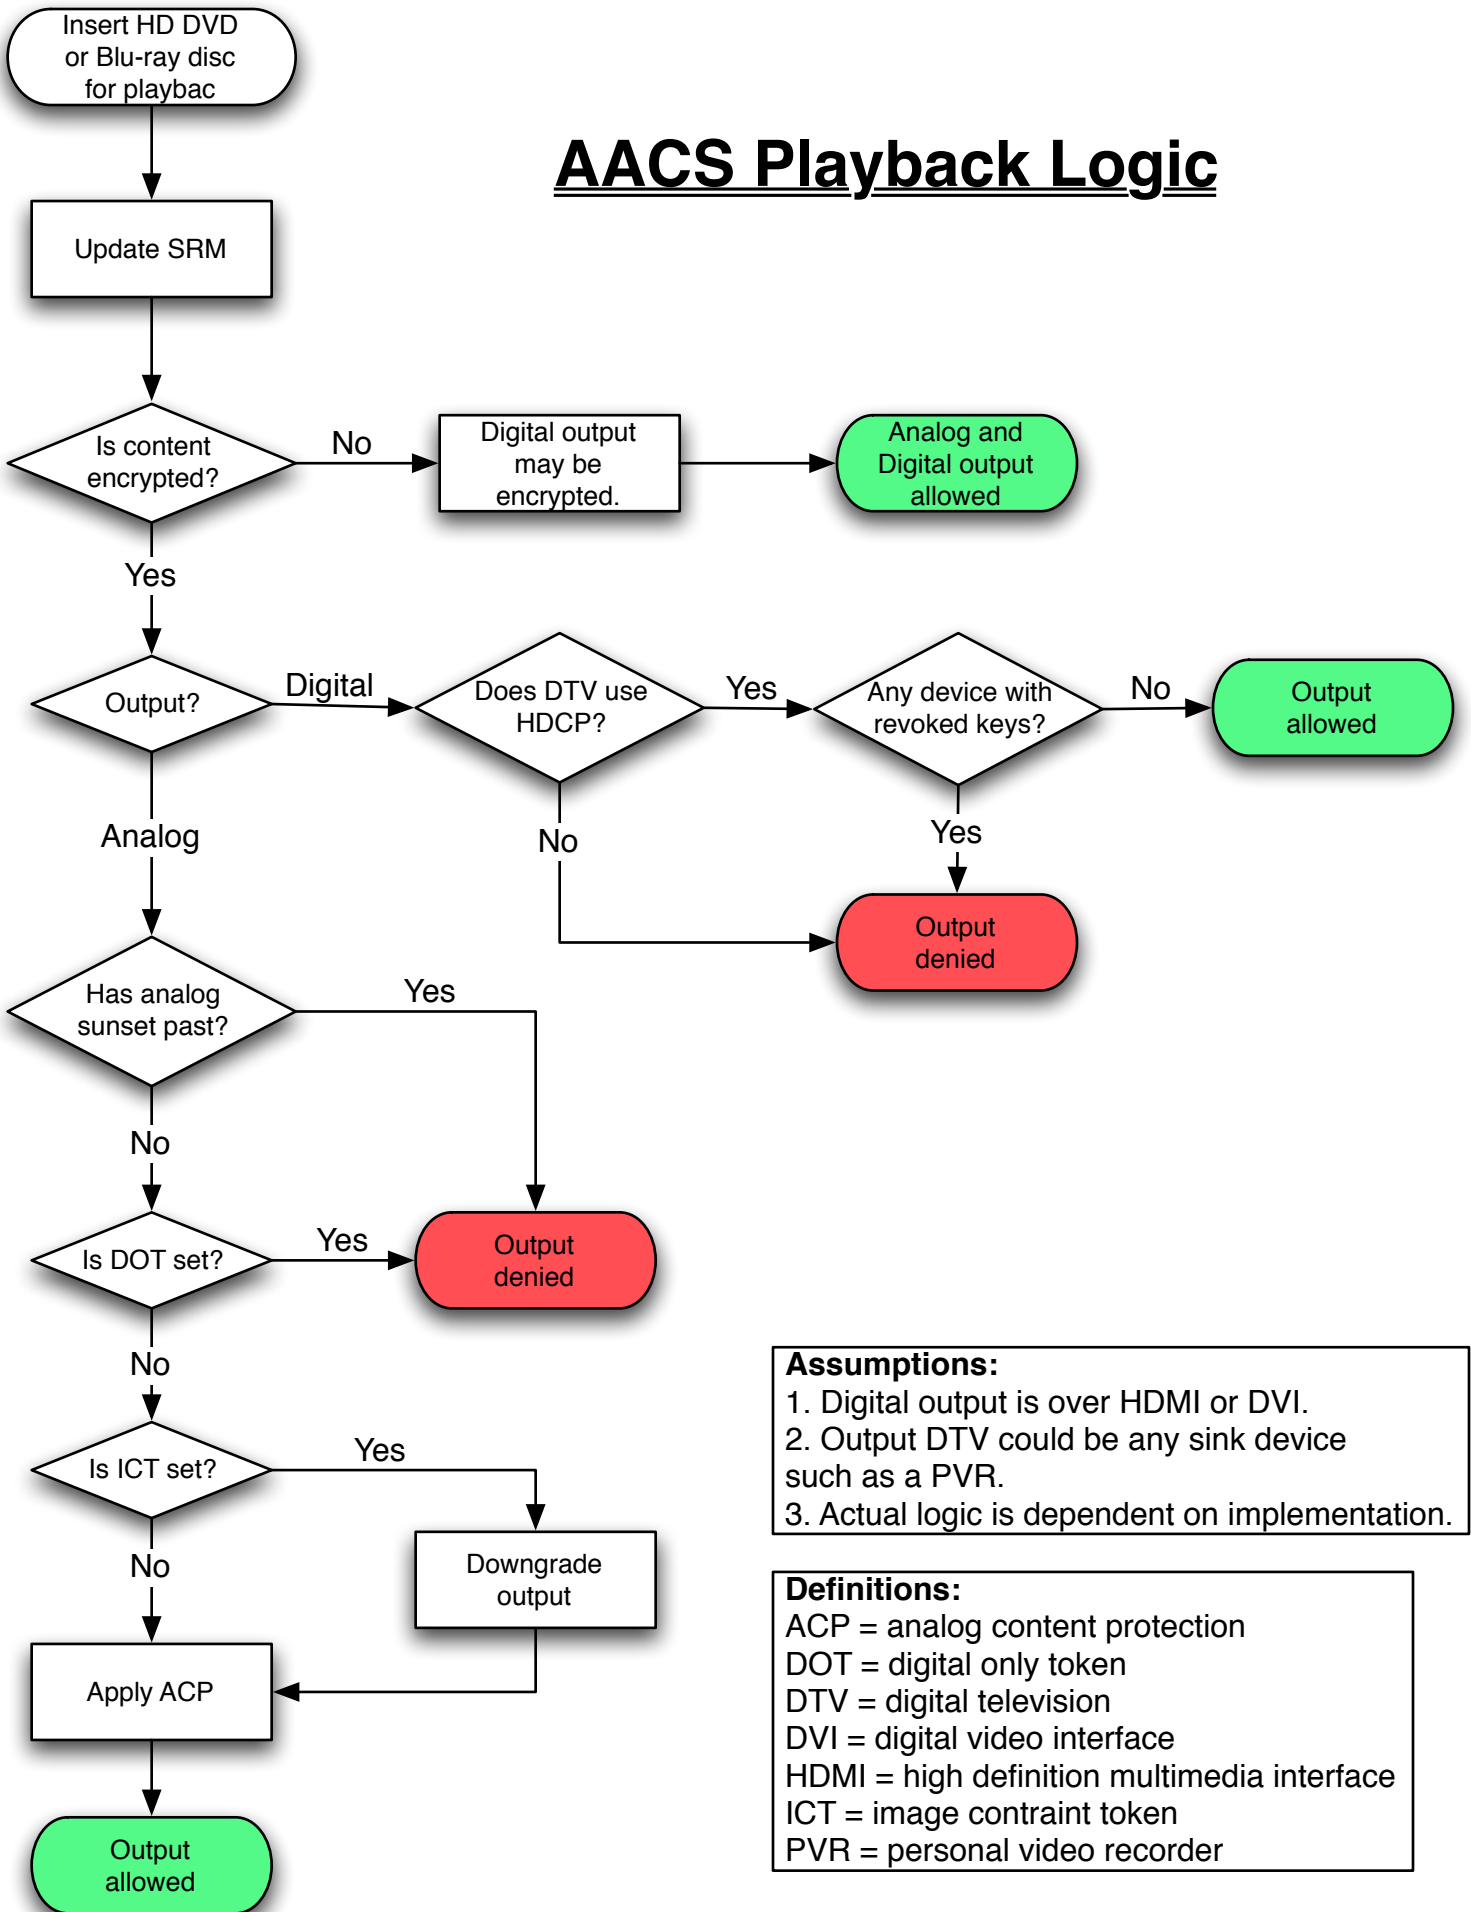 Insert HD DVD
or Blu-ray disc
for playbac
AACS Playback Logic
Update SRM
Is content
encrypted?
No
Digital output
may be
encrypted.
Analog and
Digital output
allowed
Yes
Output?
Digital
Does DTV use
HDCP?
Yes
Any device with
revoked keys?
No
Output
allowed
Analog
No
Yes
Output
denied
Has analog
sunset past?
Yes
No
Is DOT set?
Yes
Output
denied
No
Is ICT set?
Yes
Downgrade
output
No
Apply ACP
Output
allowed
Assumptions:
1. Digital output is over HDMI or DVI.
2. Output DTV could be any sink device
such as a PVR.
3. Actual logic is dependent on implementation.
Definitions:
ACP = analog content protection
DOT = digital only token
DTV = digital television
DVI = digital video interface
HDMI = high definition multimedia interface
ICT = image contraint token
PVR = personal video recorder